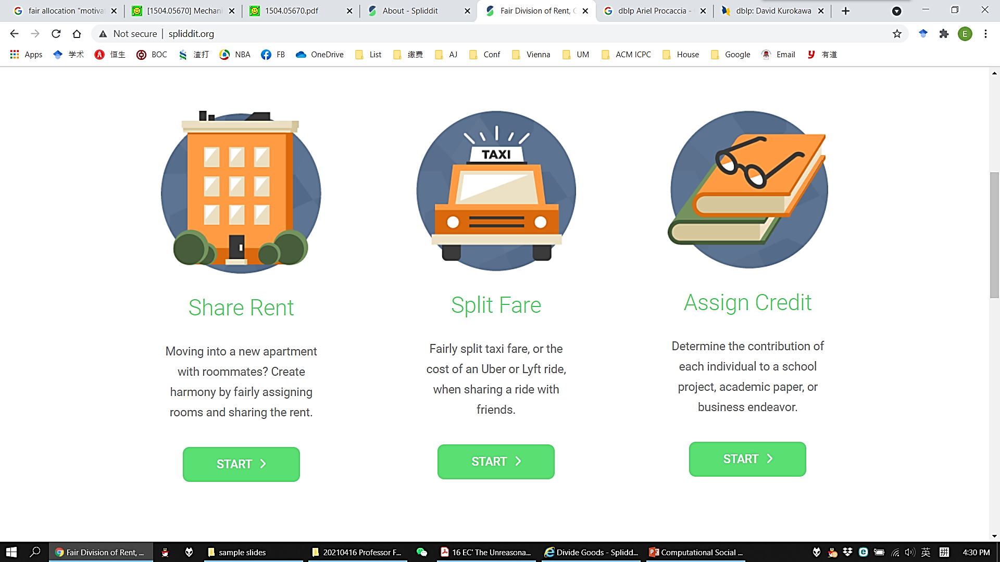 fair allocation "motivat
[1504.05670] Mechani
1504.05670.pdf
About - Spliddit
Fair Division of Rent, G
dblp Ariel Procaccia -
dblp: David Kurokawa
Not secure
spliddit.org
E
Apps
学术
恒生
BOC
渣打
NBA
FB
OneDrive
List
缴费
AJ
Conf
Vienna
UM
ACM ICPC
House
Google
Email
有道
TAXI
Share Rent
Moving into a new apartment
with roommates? Create
harmony by fairly assigning
rooms and sharing the rent.
START
Split Fare
Fairly split taxi fare, or the
cost of an Uber or Lyft ride,
when sharing a ride with
friends.
START
Assign Credit
Determine the contribution of
each individual to a school
project, academic paper, or
business endeavor.
START
Fair Division of Rent, ...
sample slides
20210416 Professor F...
16 EC' The Unreasona...
Divide Goods - Splidd...
Computational Social ...
英
拼
4:30 PM